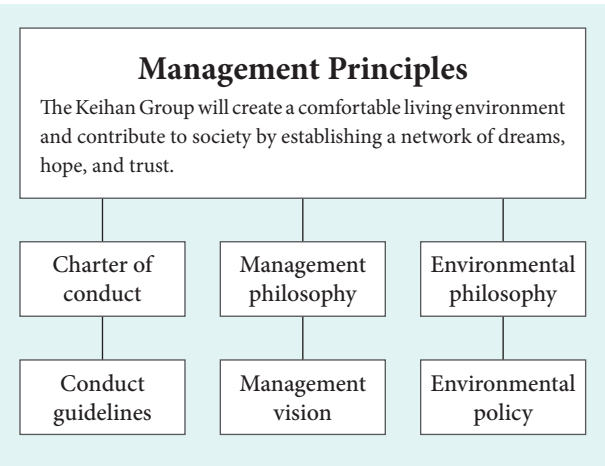 Management Principles
The Keihan Group will create a comfortable living environment
and contribute to society by establishing a network of dreams,
hope, and trust.
Charter of
conduct
Management
philosophy
Environmental
philosophy
Conduct
guidelines
Management
vision
Environmental
policy